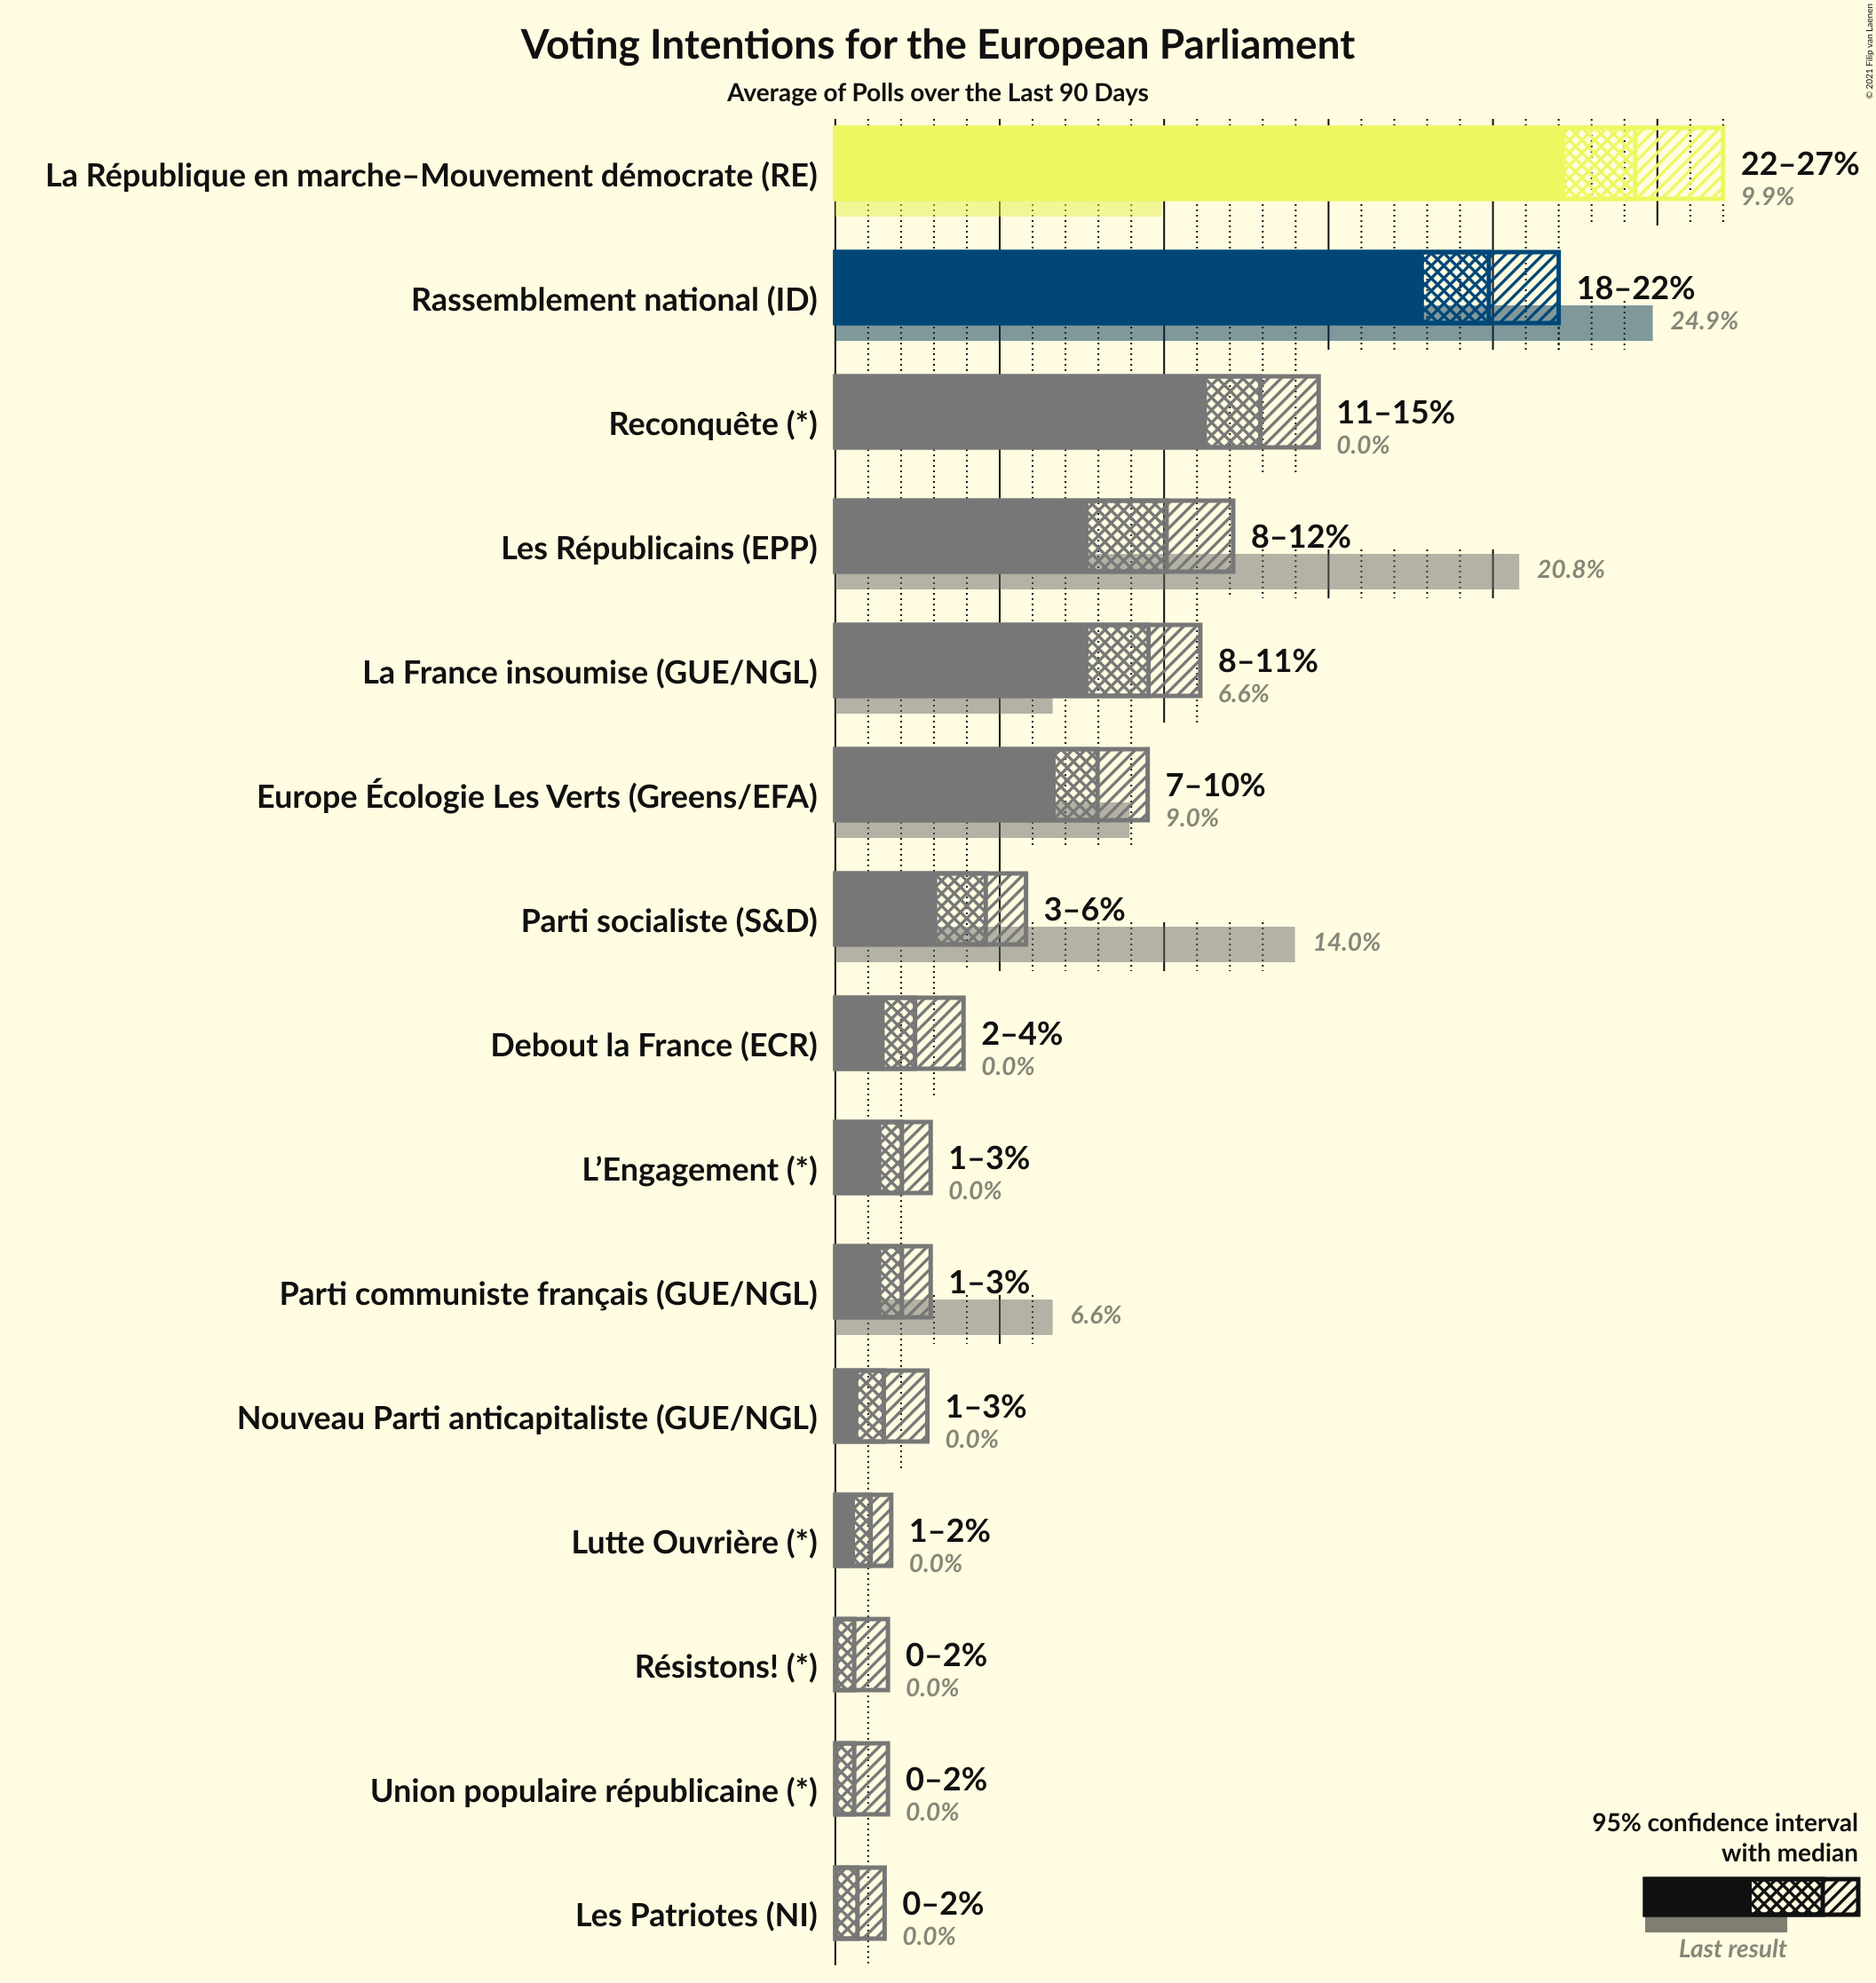 Voting Intentions for the European Parliament
Average of Polls over the Last 90 Days
© 2021 Filip van Laenen
La République en marche–Mouvement démocrate (RE)
22–27%
9.9%
Rassemblement national (ID)
18–22%
24.9%
Reconquête (*)
11–15%
0.0%
Les Républicains (EPP)
8–12%
20.8%
La France insoumise (GUE/NGL)
8–11%
6.6%
Europe Écologie Les Verts (Greens/EFA)
7–10%
9.0%
Parti socialiste (S&D)
3–6%
14.0%
Debout la France (ECR)
2–4%
0.0%
L’Engagement (*)
1–3%
0.0%
Parti communiste français (GUE/NGL)
1–3%
6.6%
Nouveau Parti anticapitaliste (GUE/NGL)
1–3%
0.0%
Lutte Ouvrière (*)
1–2%
0.0%
Résistons! (*)
0–2%
0.0%
Union populaire républicaine (*)
0–2%
0.0%
Les Patriotes (NI)
0–2%
0.0%
95% confidence interval
with median
Last result